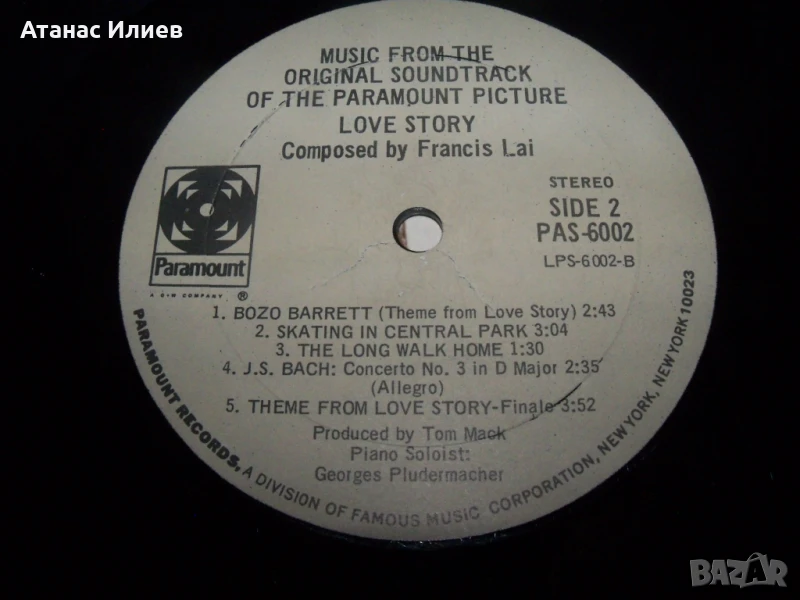 Атанас Илиев
MUSIC FROM THE
ORIGINAL SOUNDTRACK
OF THE PARAMOUNT PICTURE
LOVE STORY
Composed by Francis Lai
STEREO
SIDE 2
PAS-6002
LPS-6002-B
Paramount
A G+W COMPANY ®
1. BOZO BARRETT (Theme from Love Story) 2:43
2. SKATING IN CENTRAL PARK 3:04
3. THE LONG WALK HOME 1:30
4. J.S. BACH: Concerto No. 3 in D Major 2:35
(Allegro)
5. THEME FROM LOVE STORY-Finale 3:52
Produced by Tom Mack
Piano Soloist:
Georges Pludermacher
PARAMOUNT RECORDS, A DIVISION OF FAMOUS MUSIC CORPORATION, NEW YORK, NEW YORK 10023
BAZAR